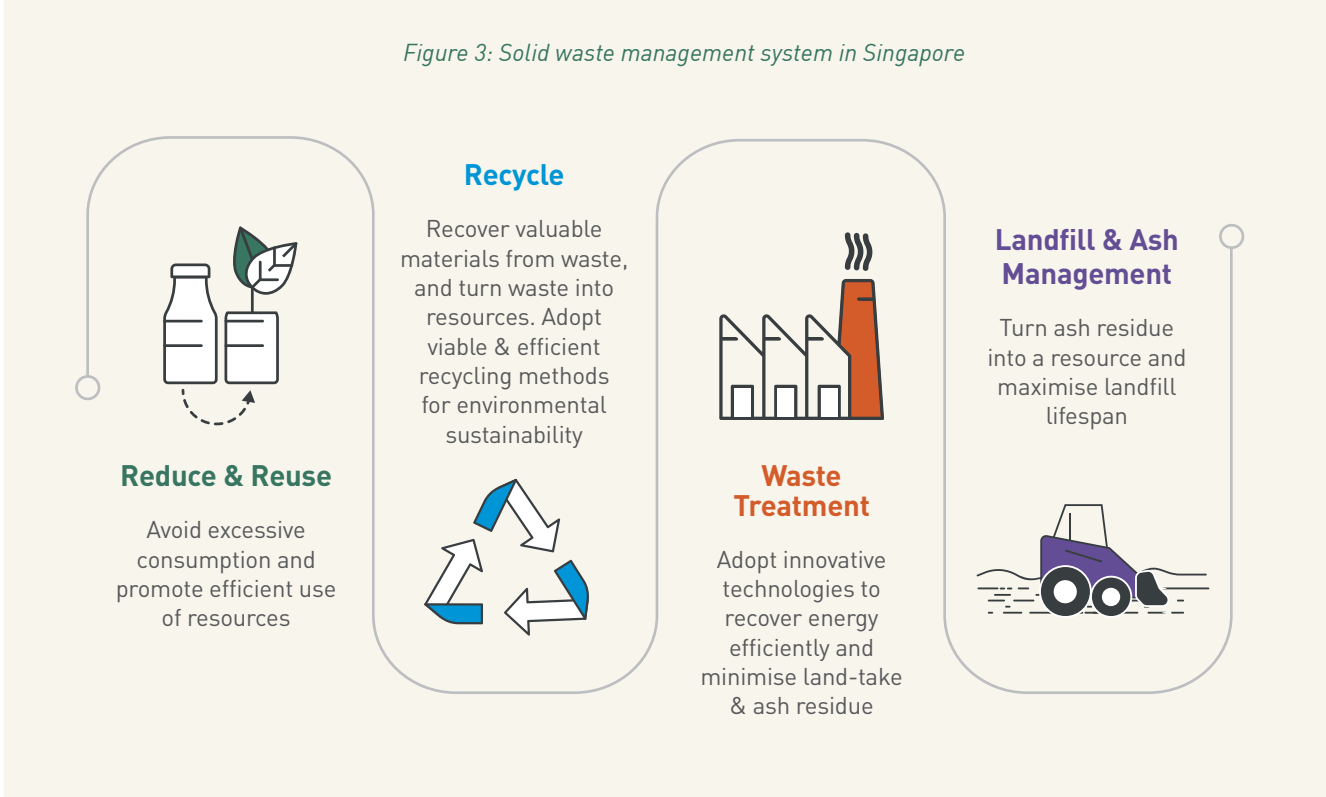 Figure 3: Solid waste management system in Singapore
Reduce & Reuse
Avoid excessive
consumption and
promote efficient use
of resources
Recycle
Recover valuable
materials from waste,
and turn waste into
resources. Adopt
viable & efficient
recycling methods
for environmental
sustainability
Waste
Treatment
Adopt innovative
technologies to
recover energy
efficiently and
minimise land-take
& ash residue
Landfill & Ash
Management
Turn ash residue
into a resource and
maximise landfill
lifespan